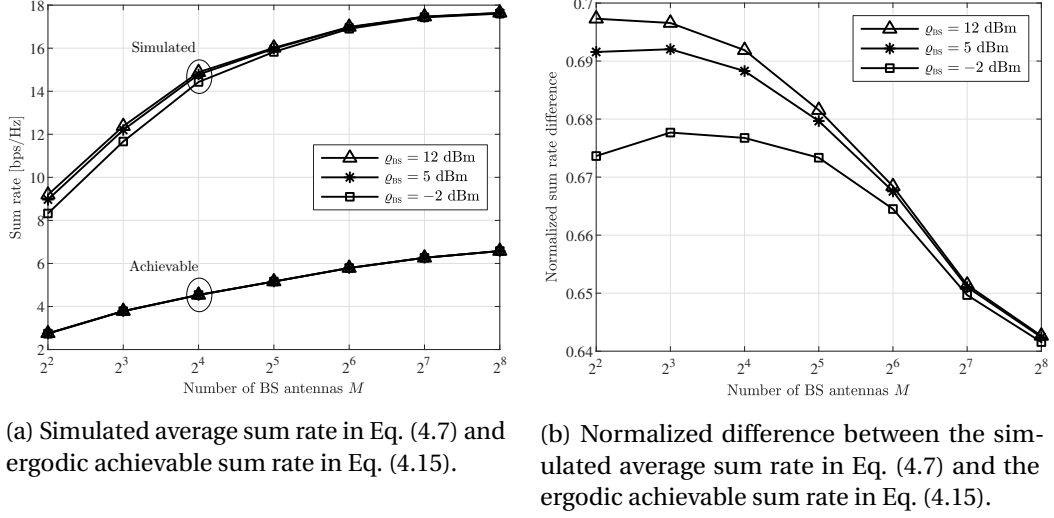 18
16
14
12
10
8
6
4
2
Sum rate [bps/Hz]
Simulated
Achievable
ϱBS = 12 dBm
ϱBS = 5 dBm
ϱBS = −2 dBm
2^2 2^3 2^4 2^5 2^6 2^7 2^8
Number of BS antennas M
(a) Simulated average sum rate in Eq. (4.7) and
ergodic achievable sum rate in Eq. (4.15).
0.7
0.69
0.68
0.67
0.66
0.65
0.64
Normalized sum rate difference
ϱBS = 12 dBm
ϱBS = 5 dBm
ϱBS = −2 dBm
2^2 2^3 2^4 2^5 2^6 2^7 2^8
Number of BS antennas M
(b) Normalized difference between the sim-
ulated average sum rate in Eq. (4.7) and the
ergodic achievable sum rate in Eq. (4.15).